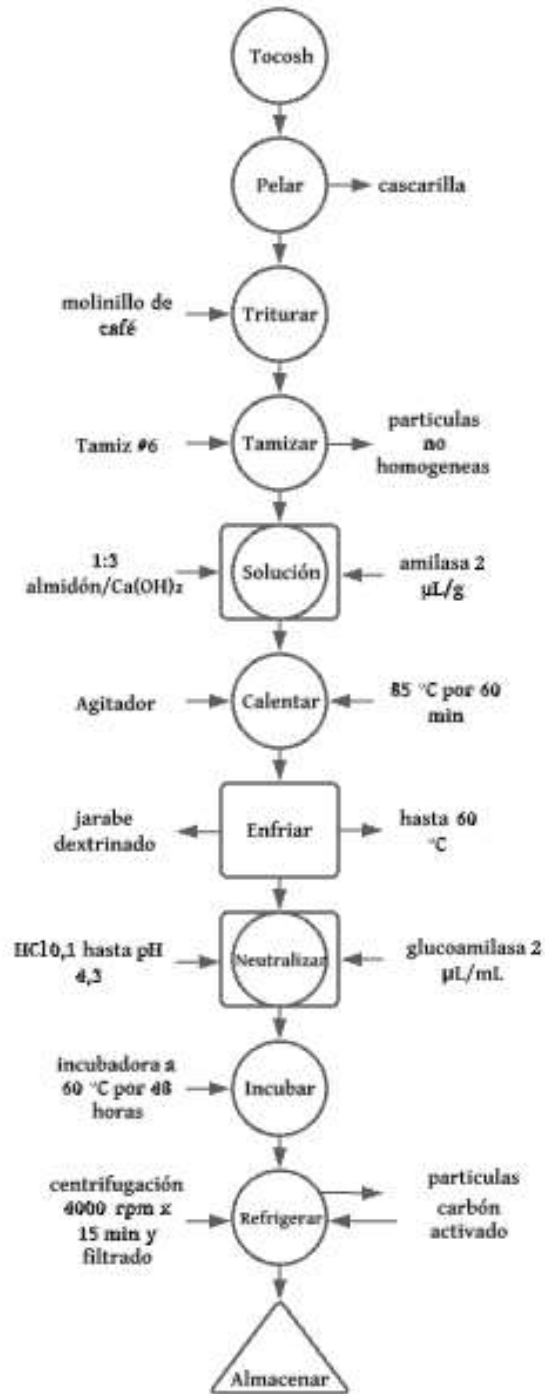 Tocosh
Pelar
cascarilla
molinillo de
café
Triturar
Tamiz #6
Tamizar
particulas
no
homogeneas
1:3
almidón/Ca(OH)₂
Solución
amilasa 2
µL/g
Agitador
Calentar
85 °C por 60
min
jarabe
dextrinado
Enfriar
hasta 60
°C
HCl 0,1 hasta pH
4,3
Neutralizar
glucoamilasa 2
µL/mL
incubadora a
60 °C por 48
horas
Incubar
centrifugación
4000 rpm x
15 min y
filtrado
Refrigerar
particulas
carbón
activado
Almacenar